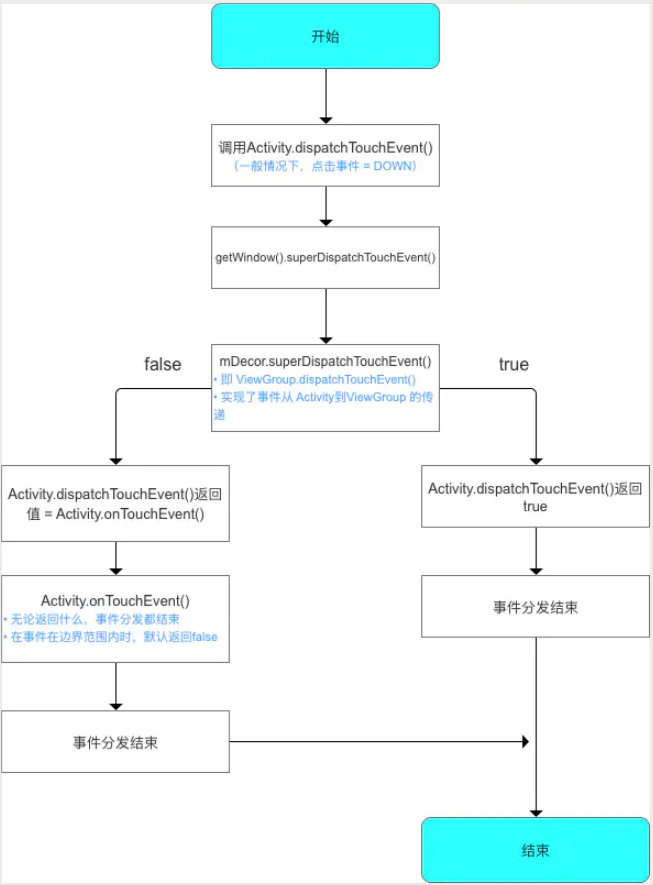 开始
调用Activity.dispatchTouchEvent()
（一般情况下，点击事件 = DOWN）
getWindow().superDispatchTouchEvent()
false
mDecor.superDispatchTouchEvent()
• 即 ViewGroup.dispatchTouchEvent()
• 实现了事件从 Activity到ViewGroup 的传
递
true
Activity.dispatchTouchEvent()返回
值 = Activity.onTouchEvent()
Activity.dispatchTouchEvent()返回
true
Activity.onTouchEvent()
• 无论返回什么，事件分发都结束
• 在事件在边界范围内时，默认返回false
事件分发结束
事件分发结束
结束